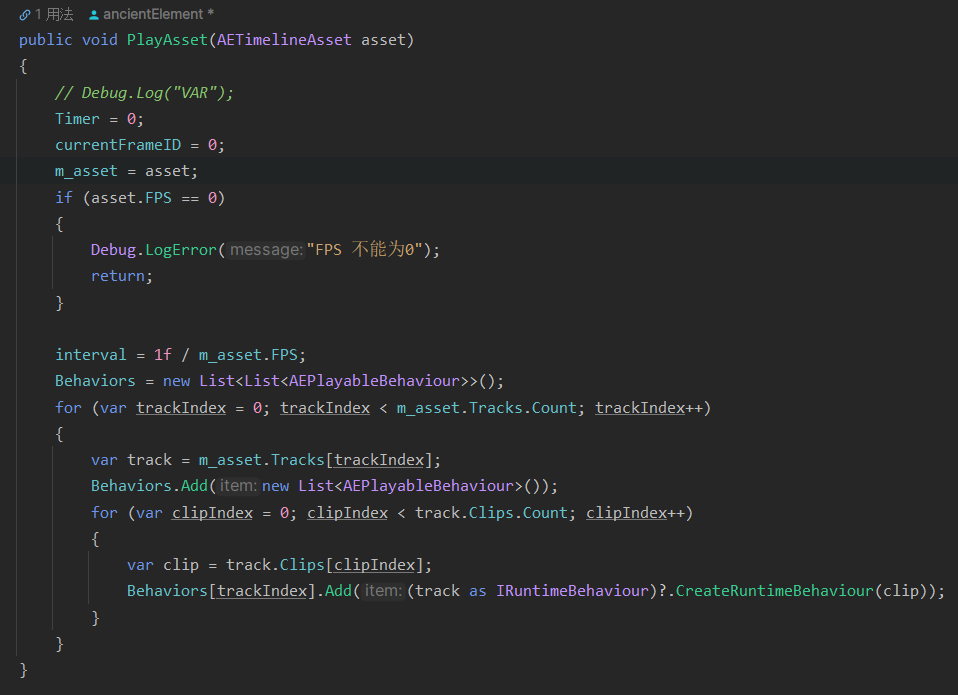 1 用法 ancientElement *
public void PlayAsset(AETimelineAsset asset)
{
    // Debug.Log("VAR");
    Timer = 0;
    currentFrameID = 0;
    m_asset = asset;
    if (asset.FPS == 0)
    {
        Debug.LogError(message:"FPS 不能为0");
        return;
    }

    interval = 1f / m_asset.FPS;
    Behaviors = new List<List<AEPlayableBehaviour>>();
    for (var trackIndex = 0; trackIndex < m_asset.Tracks.Count; trackIndex++)
    {
        var track = m_asset.Tracks[trackIndex];
        Behaviors.Add(item:new List<AEPlayableBehaviour>());
        for (var clipIndex = 0; clipIndex < track.Clips.Count; clipIndex++)
        {
            var clip = track.Clips[clipIndex];
            Behaviors[trackIndex].Add(item:(track as IRuntimeBehaviour)?.CreateRuntimeBehaviour(clip));
        }
    }
}